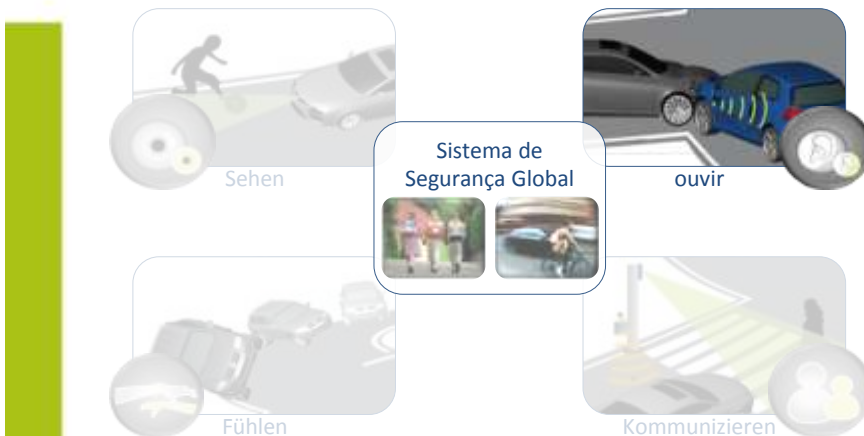 Sehen
Sistema de
Segurança Global
ouvir
Fühlen
Kommunizieren